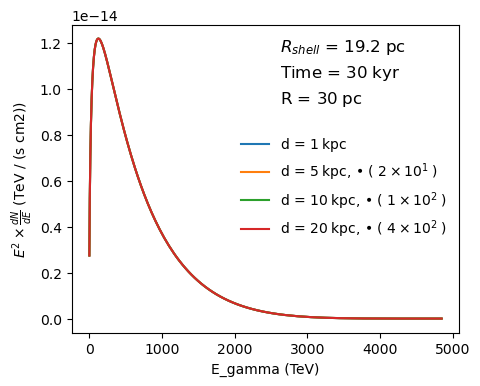 1e−14
R_shell = 19.2 pc
Time = 30 kyr
R = 30 pc
d = 1 kpc
d = 5 kpc, • ( 2 × 10¹ )
d = 10 kpc, • ( 1 × 10² )
d = 20 kpc, • ( 4 × 10² )
E² × dN/dE (TeV / (s cm2))
1.2
1.0
0.8
0.6
0.4
0.2
0.0
0 1000 2000 3000 4000 5000
E_gamma (TeV)